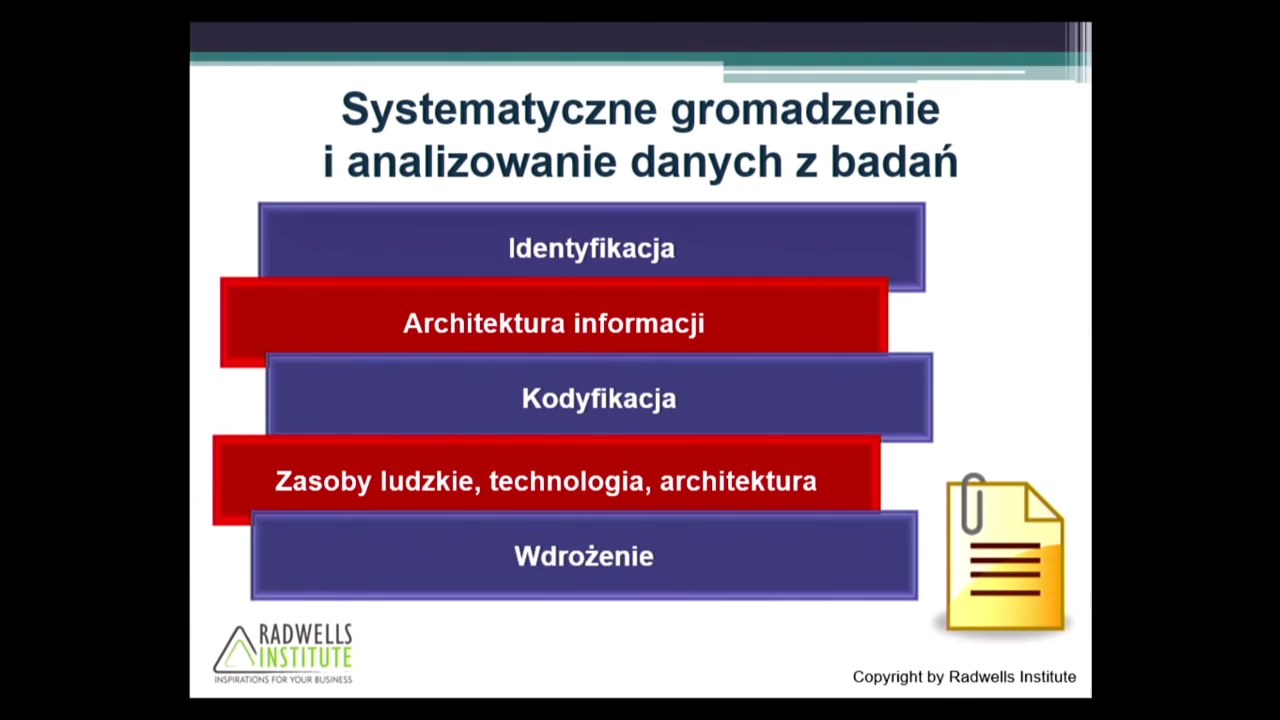 Systematyczne gromadzenie
i analizowanie danych z badań
Identyfikacja
Architektura informacji
Kodyfikacja
Zasoby ludzkie, technologia, architektura
Wdrożenie
RADWELLS
INSTITUTE
INSPIRATIONS FOR YOUR BUSINESS
Copyright by Radwells Institute